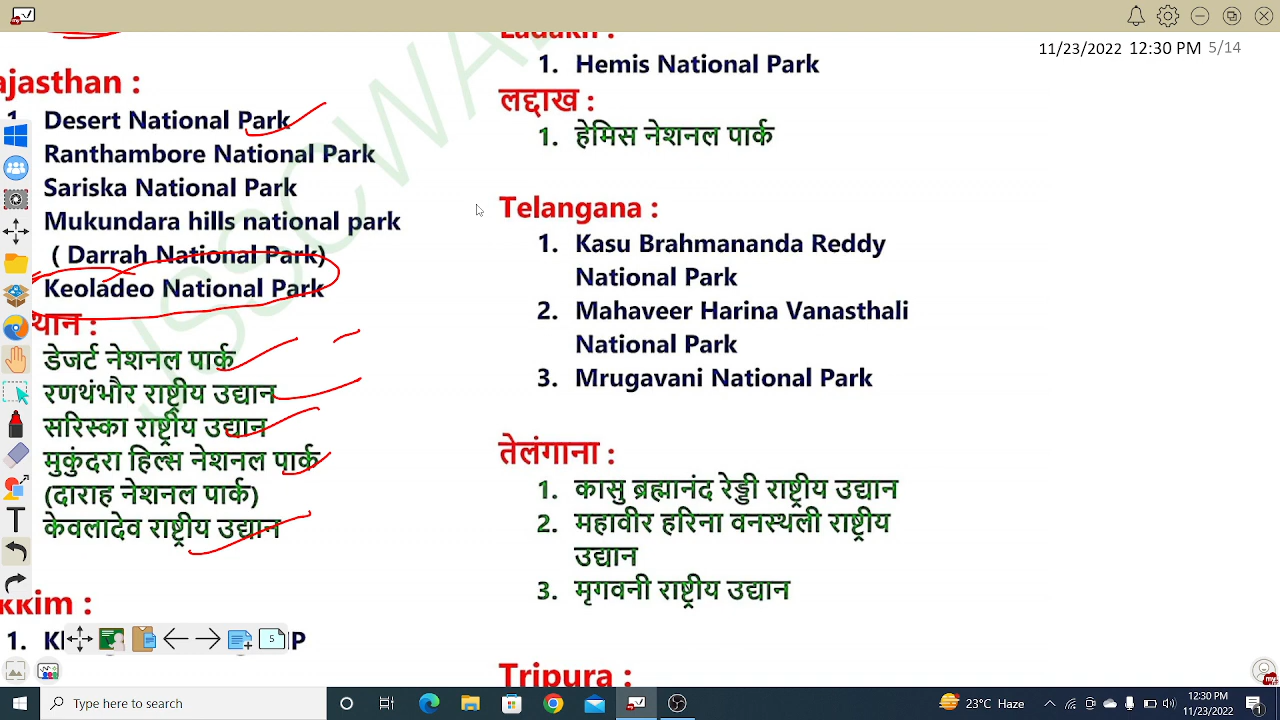 11/23/2022 12:30 PM 5/14
ajasthan :
Desert National Park
Ranthambore National Park
Sariska National Park
Mukundara hills national park
( Darrah National Park)
Keoladeo National Park
थान :
डेजर्ट नेशनल पार्क
रणथंभौर राष्ट्रीय उद्यान
सरिस्का राष्ट्रीय उद्यान
मुकुंदरा हिल्स नेशनल पार्क
(दाराह नेशनल पार्क)
केवलादेव राष्ट्रीय उद्यान
kkim :
1.
Ladakh :
1. Hemis National Park
लद्दाख :
1. हेमिस नेशनल पार्क
Telangana :
1. Kasu Brahmananda Reddy
National Park
2. Mahaveer Harina Vanasthali
National Park
3. Mrugavani National Park
तेलंगाना :
1. कासु ब्रह्मानंद रेड्डी राष्ट्रीय उद्यान
2. महावीर हरिना वनस्थली राष्ट्रीय
उद्यान
3. मृगवनी राष्ट्रीय उद्यान
Tripura :
5
Type here to search
23°C Haze
12:30 PM
11/23/2022